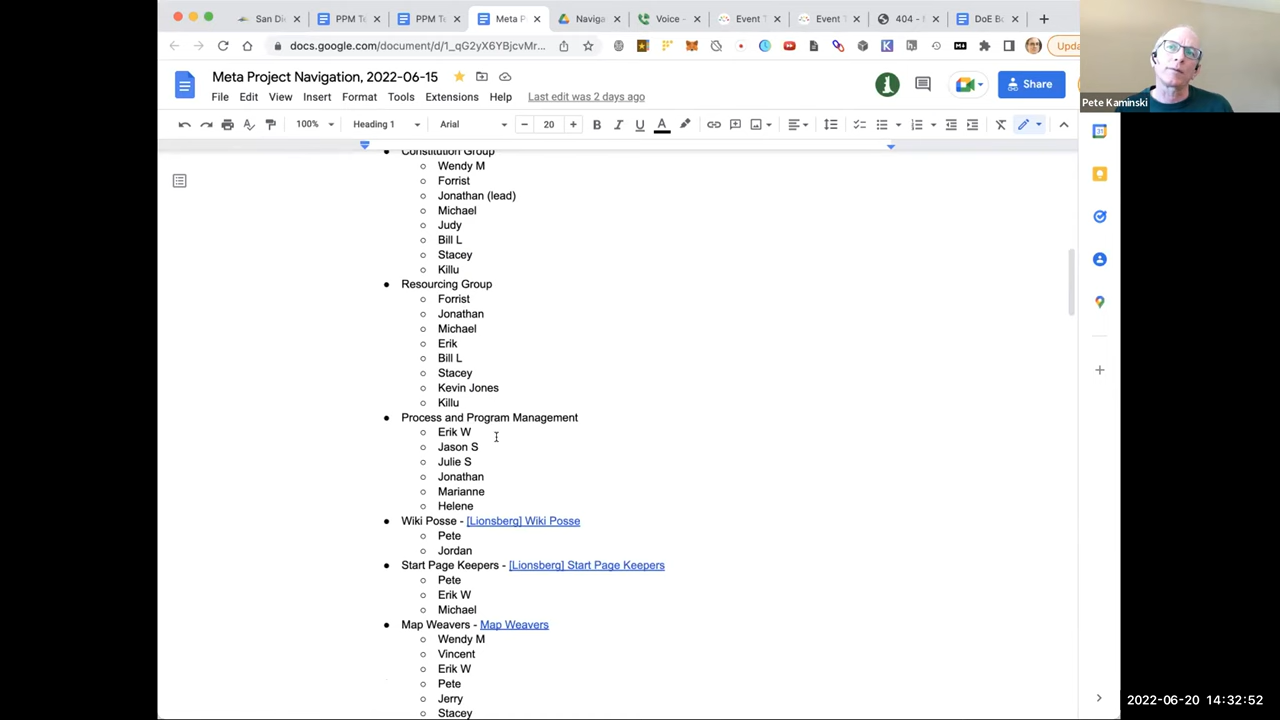 San Di
PPM T
PPM T
Meta P
Naviga
Voice -
Event
Event
404 -
DoE B
docs.google.com/document/d/1_qG2yX6YBjcvMr...
Upda
Meta Project Navigation, 2022-06-15
File Edit View Insert Format Tools Extensions Help Last edit was 2 days ago
Share
Pete Kaminski
100% Heading 1 Arial 20 B I U A
Constitution Group
Wendy M
Forrist
Jonathan (lead)
Michael
Judy
Bill L
Stacey
Killu
Resourcing Group
Forrist
Jonathan
Michael
Erik
Bill L
Stacey
Kevin Jones
Killu
Process and Program Management
Erik W
Jason S
Julie S
Jonathan
Marianne
Helene
Wiki Posse - [Lionsberg] Wiki Posse
Pete
Jordan
Start Page Keepers - [Lionsberg] Start Page Keepers
Pete
Erik W
Michael
Map Weavers - Map Weavers
Wendy M
Vincent
Erik W
Pete
Jerry
Stacey
2022-06-20 14:32:52